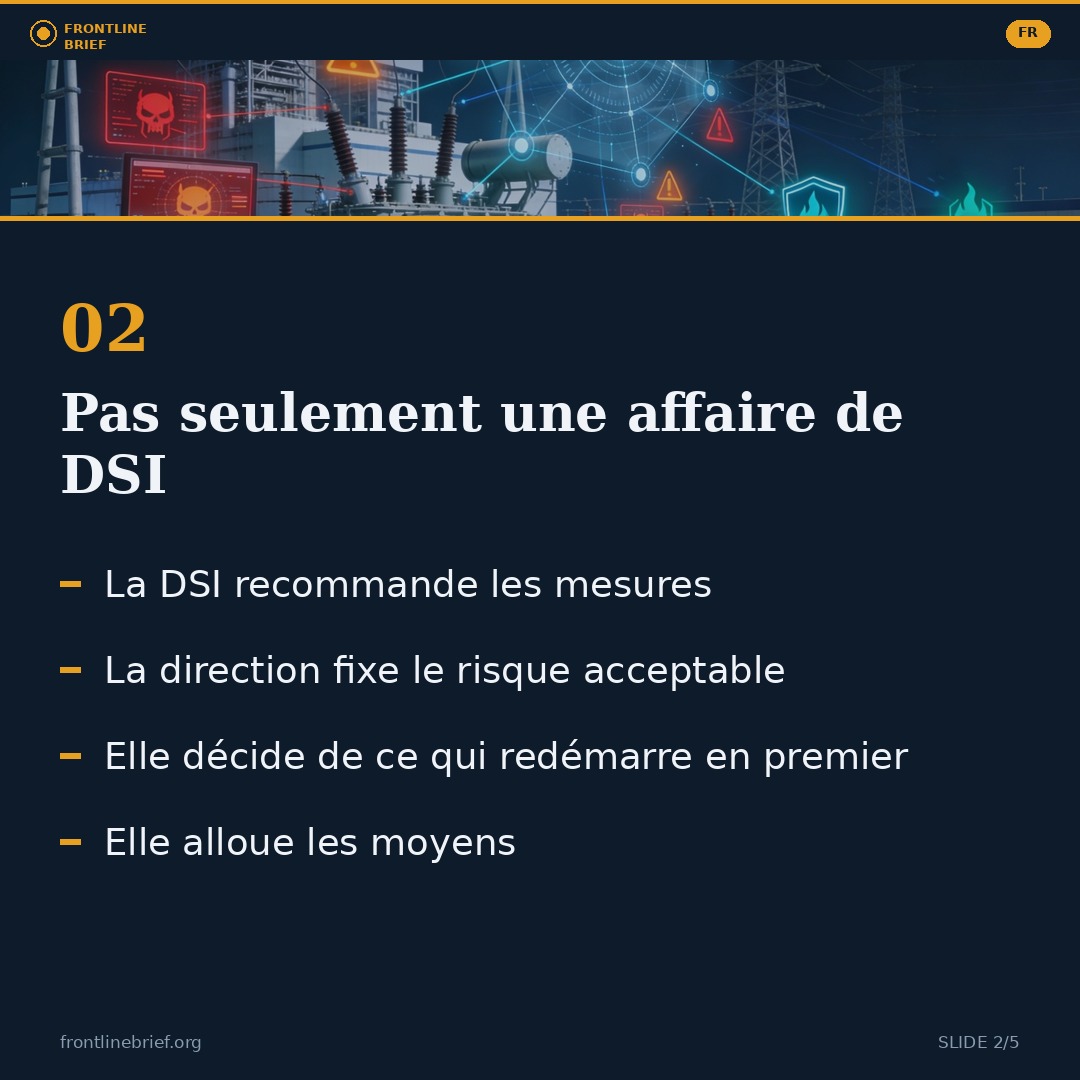 FRONTLINE
BRIEF
FR
02
Pas seulement une affaire de
DSI
La DSI recommande les mesures
La direction fixe le risque acceptable
Elle décide de ce qui redémarre en premier
Elle alloue les moyens
frontlinebrief.org
SLIDE 2/5